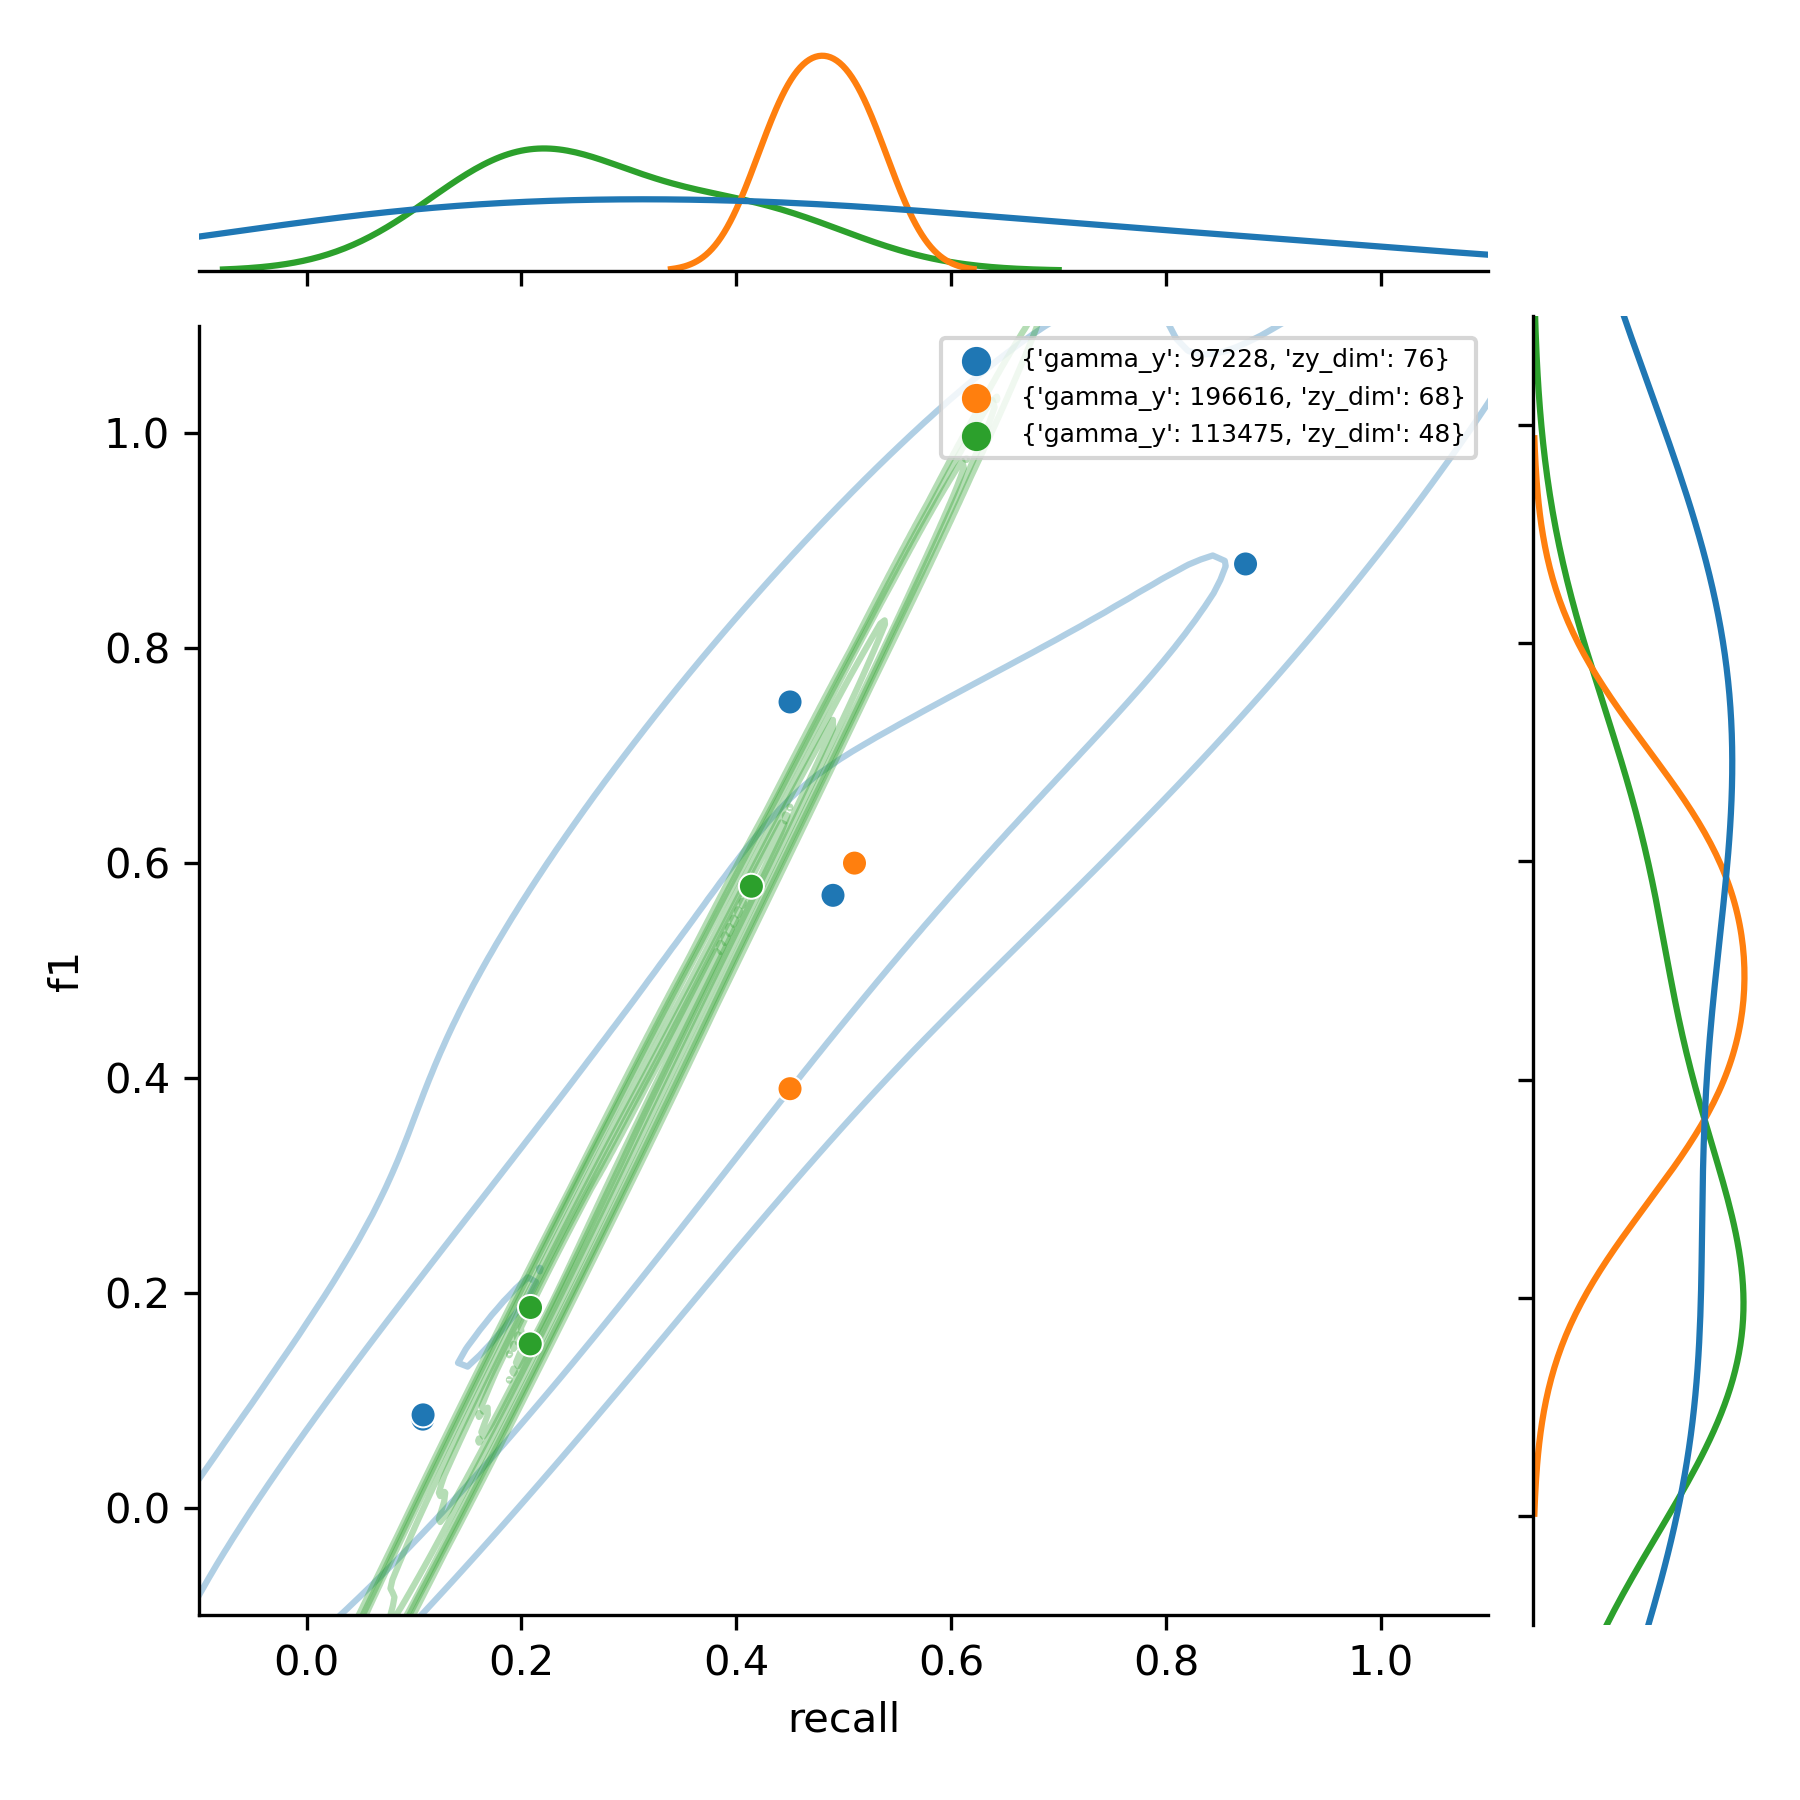 {'gamma_y': 97228, 'zy_dim': 76}
{'gamma_y': 196616, 'zy_dim': 68}
{'gamma_y': 113475, 'zy_dim': 48}
1.0
0.8
0.6
0.4
0.2
0.0
f1
0.0 0.2 0.4 0.6 0.8 1.0
recall